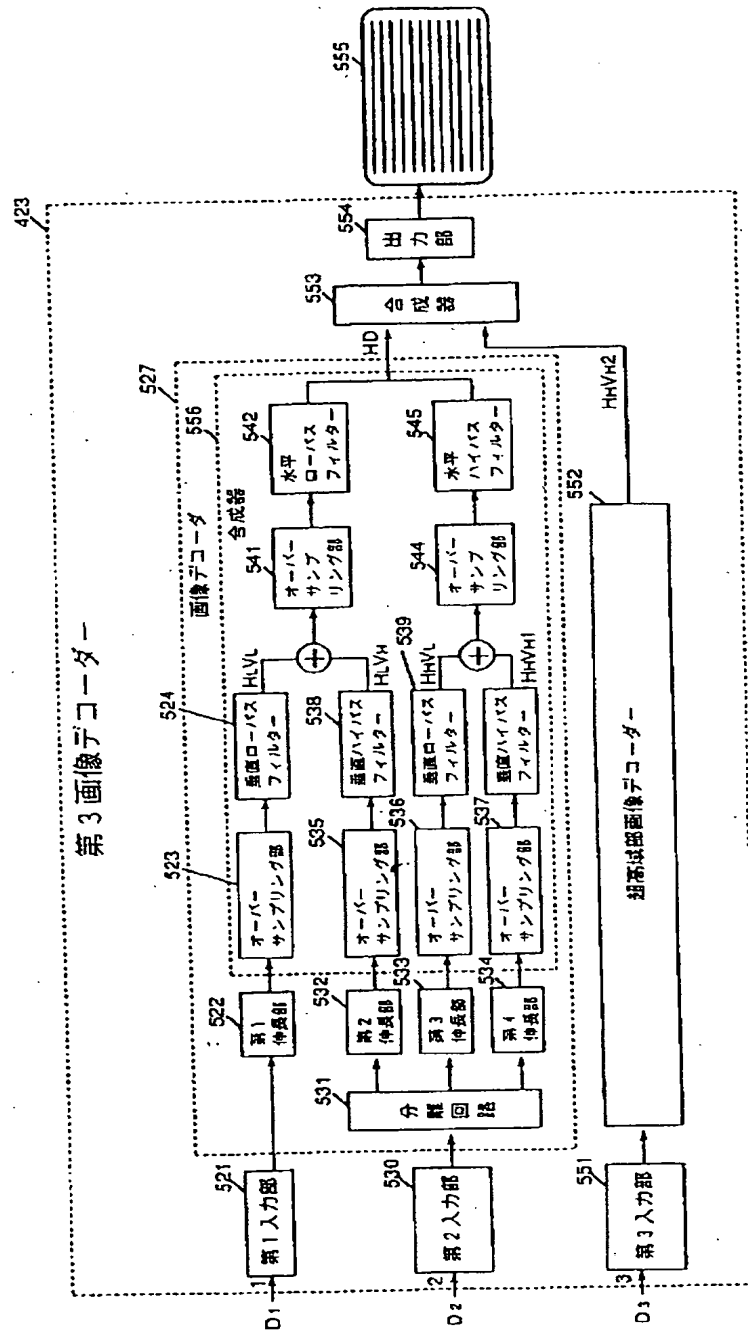 第3画像デコーダー
423
527
画像デコーダ
556
合成器
D1
1
521
第1入力部
522
第1
伸長部
523
オーバー
サンプリング部
524
垂直ローパス
フィルター
HLVL
541
オーバー
サンプ
リング部
542
水平
ローパス
フィルター
HD
553
合成器
554
出力部
555
D2
2
530
第2入力部
531
分離回路
532
第2
伸長部
535
オーバー
サンプリング部
538
垂直ハイパス
フィルター
HLVH
533
第3
伸長部
536
オーバー
サンプリング部
539
垂直ローパス
フィルター
HHVL
544
オーバー
サンプ
リング部
545
水平
ハイパス
フィルター
534
第4
伸長部
537
オーバー
サンプリング部
垂直ハイパス
フィルター
HHVH1
D3
3
551
第3入力部
552
超高域部画像デコーダー
HHVH2